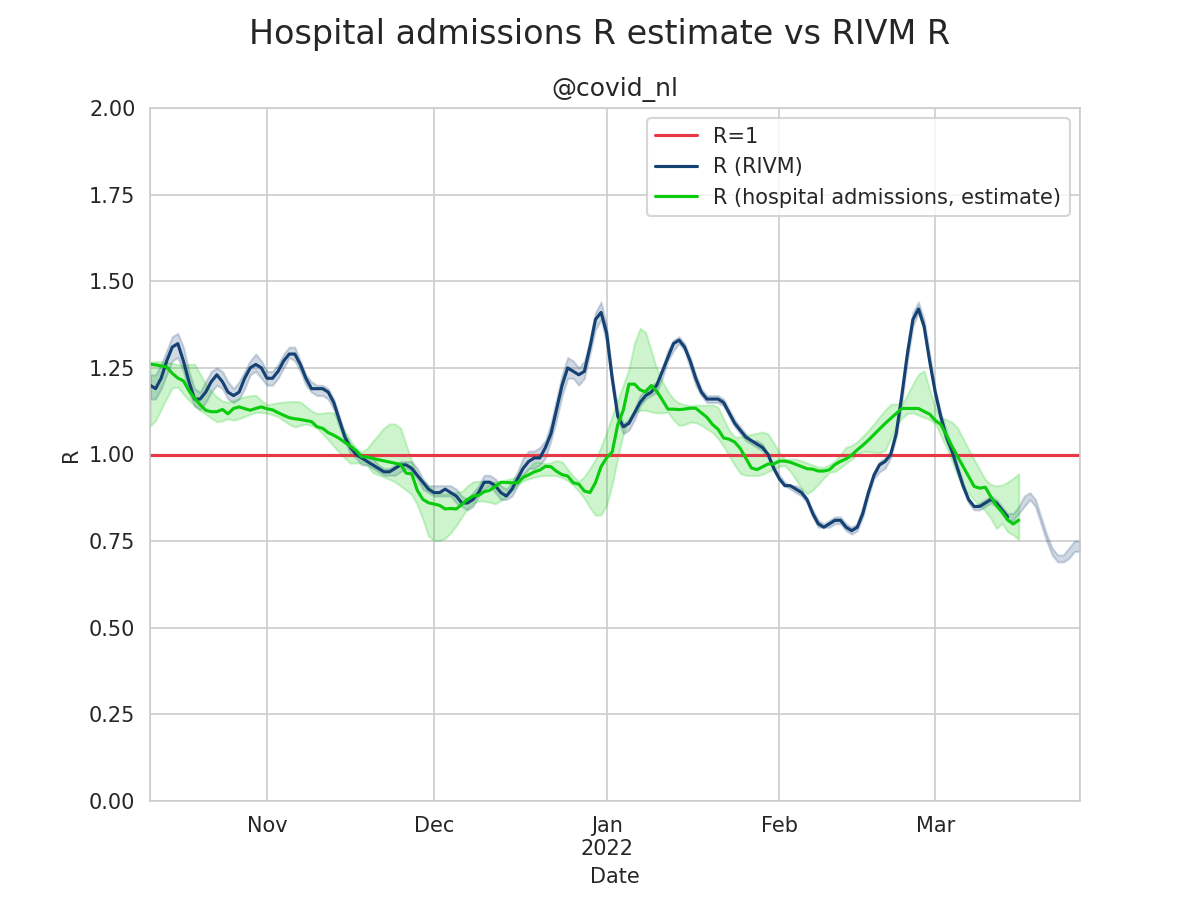 Hospital admissions R estimate vs RIVM R
@covid_nl
R=1
R (RIVM)
R (hospital admissions, estimate)
2.00
1.75
1.50
1.25
1.00
0.75
0.50
0.25
0.00
R
Nov
Dec
Jan
2022
Feb
Mar
Date